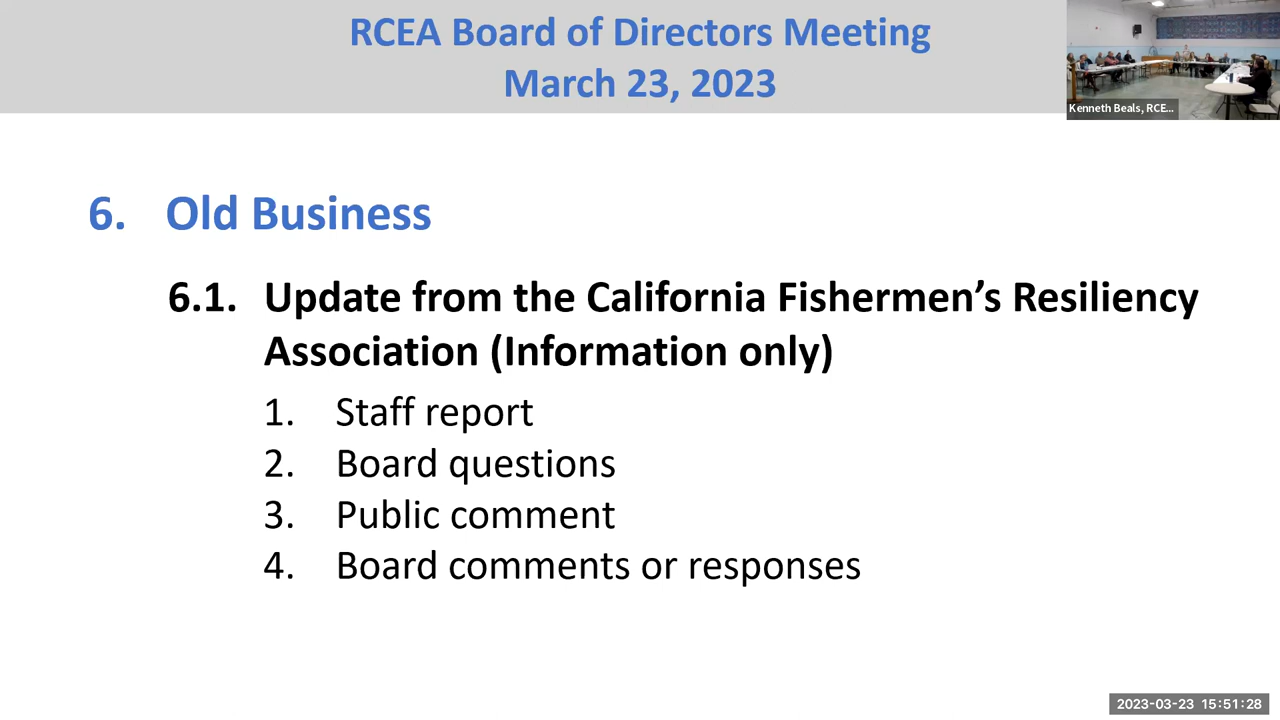 RCEA Board of Directors Meeting
March 23, 2023
Kenneth Beals, RCE...
6. Old Business
6.1. Update from the California Fishermen’s Resiliency
Association (Information only)
1. Staff report
2. Board questions
3. Public comment
4. Board comments or responses
2023-03-23 15:51:28